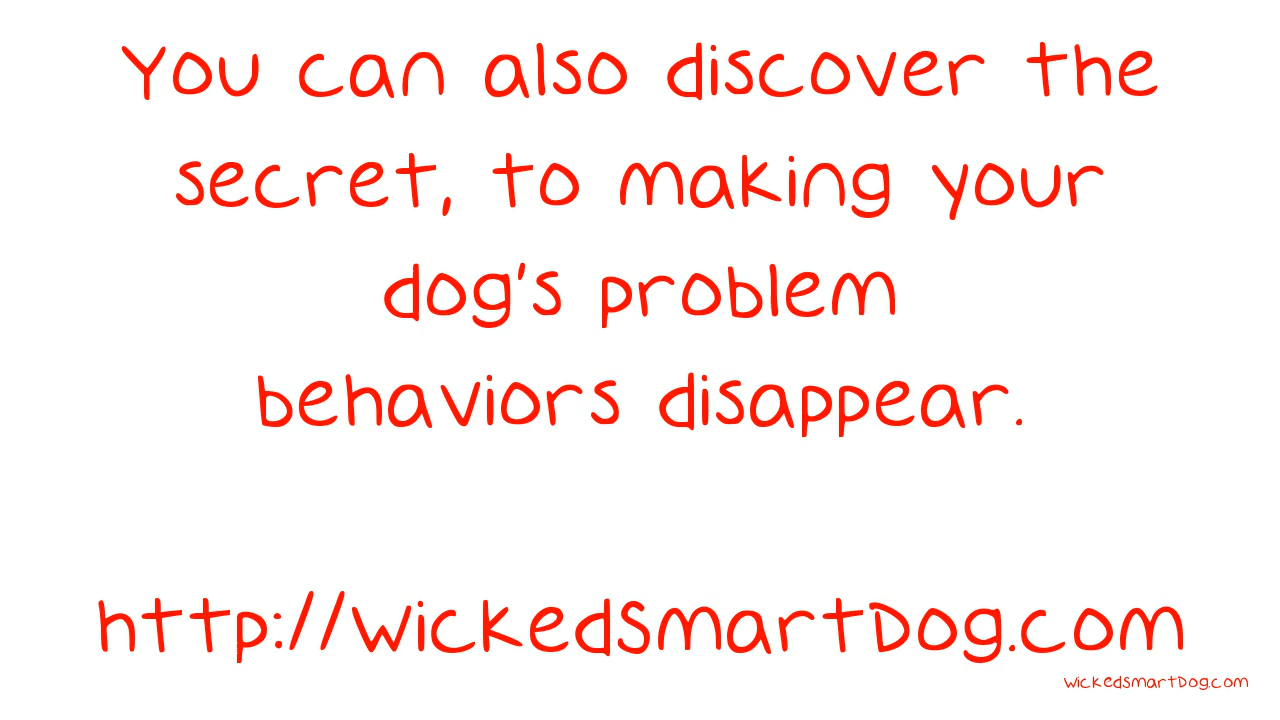 You can also discover the
secret, to making your
dog's problem
behaviors disappear.
http://WickedSmartDog.com
WickedSmartDog.com